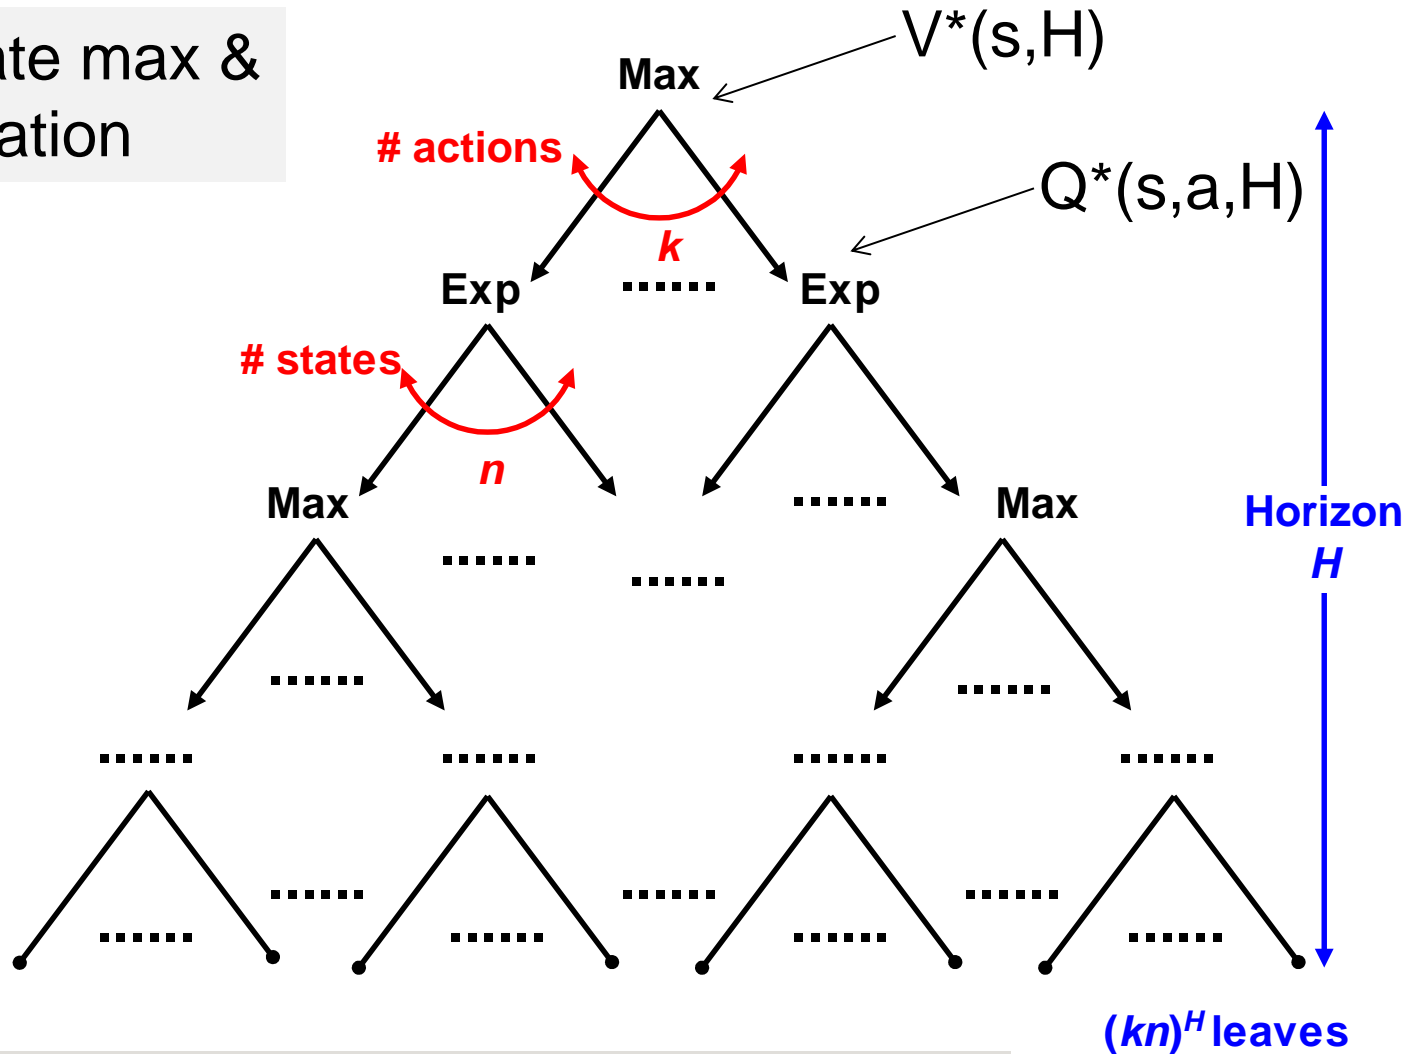 ate max &
ation
V*(s,H)
Max
# actions
Q*(s,a,H)
k
Exp
Exp
# states
n
Max
Max
Horizon
H
(kn)^H leaves